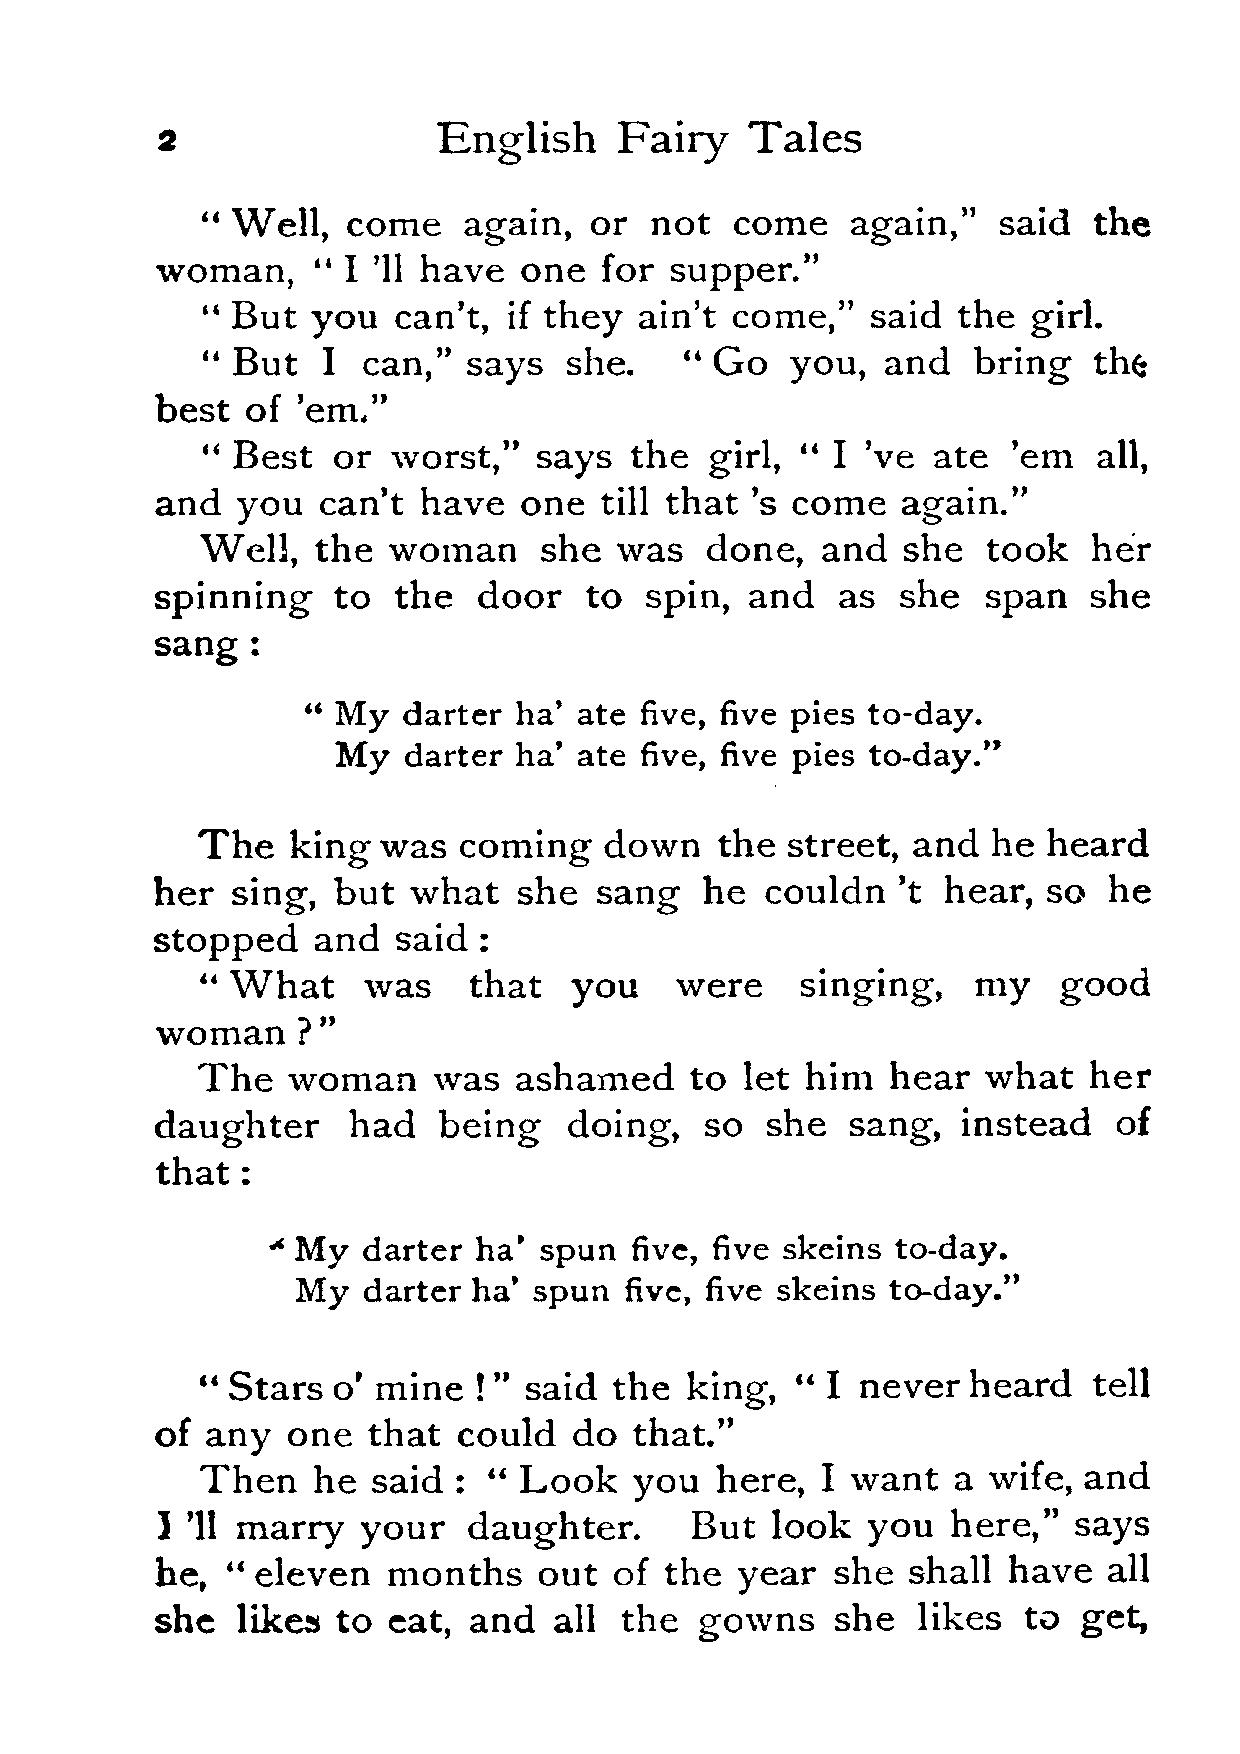 2 English Fairy Tales
" Well, come again, or not come again," said the
woman, " I 'll have one for supper."
" But you can't, if they ain't come," said the girl.
" But I can," says she. " Go you, and bring the
best of 'em."
" Best or worst," says the girl, " I 've ate 'em all,
and you can't have one till that 's come again."
Well, the woman she was done, and she took her
spinning to the door to spin, and as she span she
sang :
" My darter ha' ate five, five pies to-day.
My darter ha' ate five, five pies to-day."
The king was coming down the street, and he heard
her sing, but what she sang he couldn 't hear, so he
stopped and said :
" What was that you were singing, my good
woman ? "
The woman was ashamed to let him hear what her
daughter had being doing, so she sang, instead of
that :
" My darter ha' spun five, five skeins to-day.
My darter ha' spun five, five skeins to-day."
" Stars o' mine ! " said the king, " I never heard tell
of any one that could do that."
Then he said : " Look you here, I want a wife, and
I 'll marry your daughter. But look you here," says
he, " eleven months out of the year she shall have all
she likes to eat, and all the gowns she likes to get,